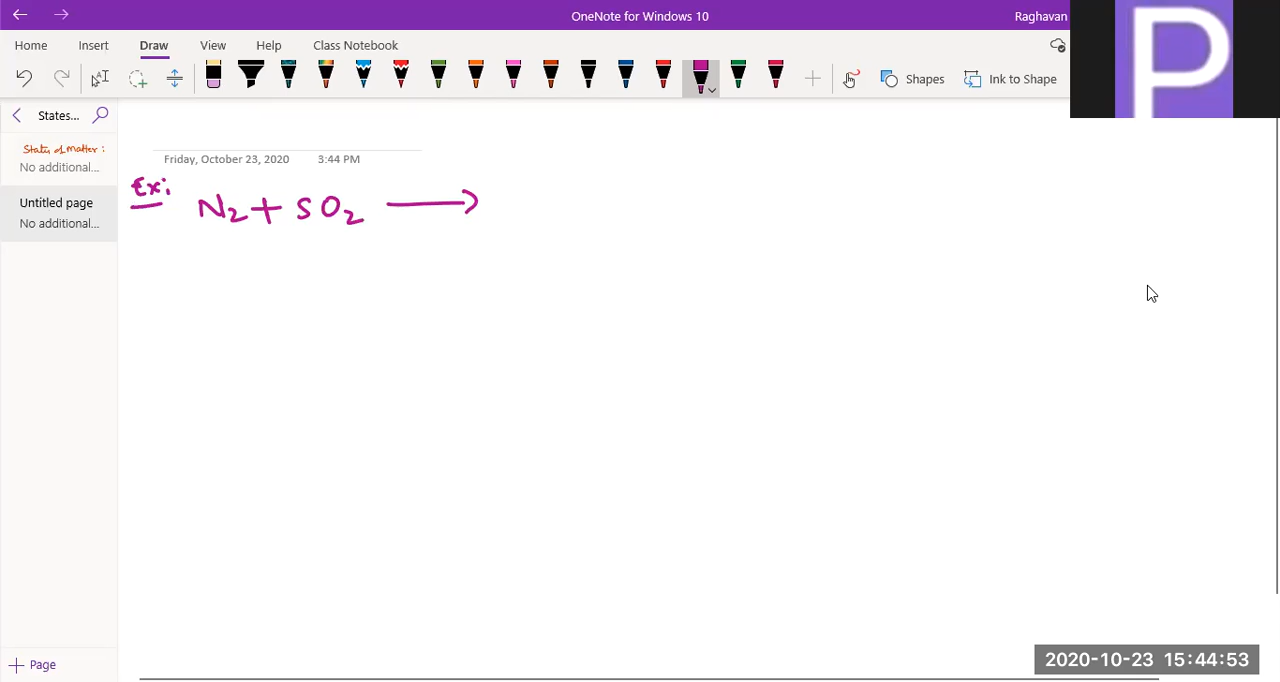 OneNote for Windows 10
Raghavan
Home Insert Draw View Help Class Notebook
Shapes Ink to Shape
P
States...
States of matter:
No additional...
Untitled page
No additional...
Friday, October 23, 2020 3:44 PM
Ex:
N2 + SO2 ⟶
Page
2020-10-23 15:44:53